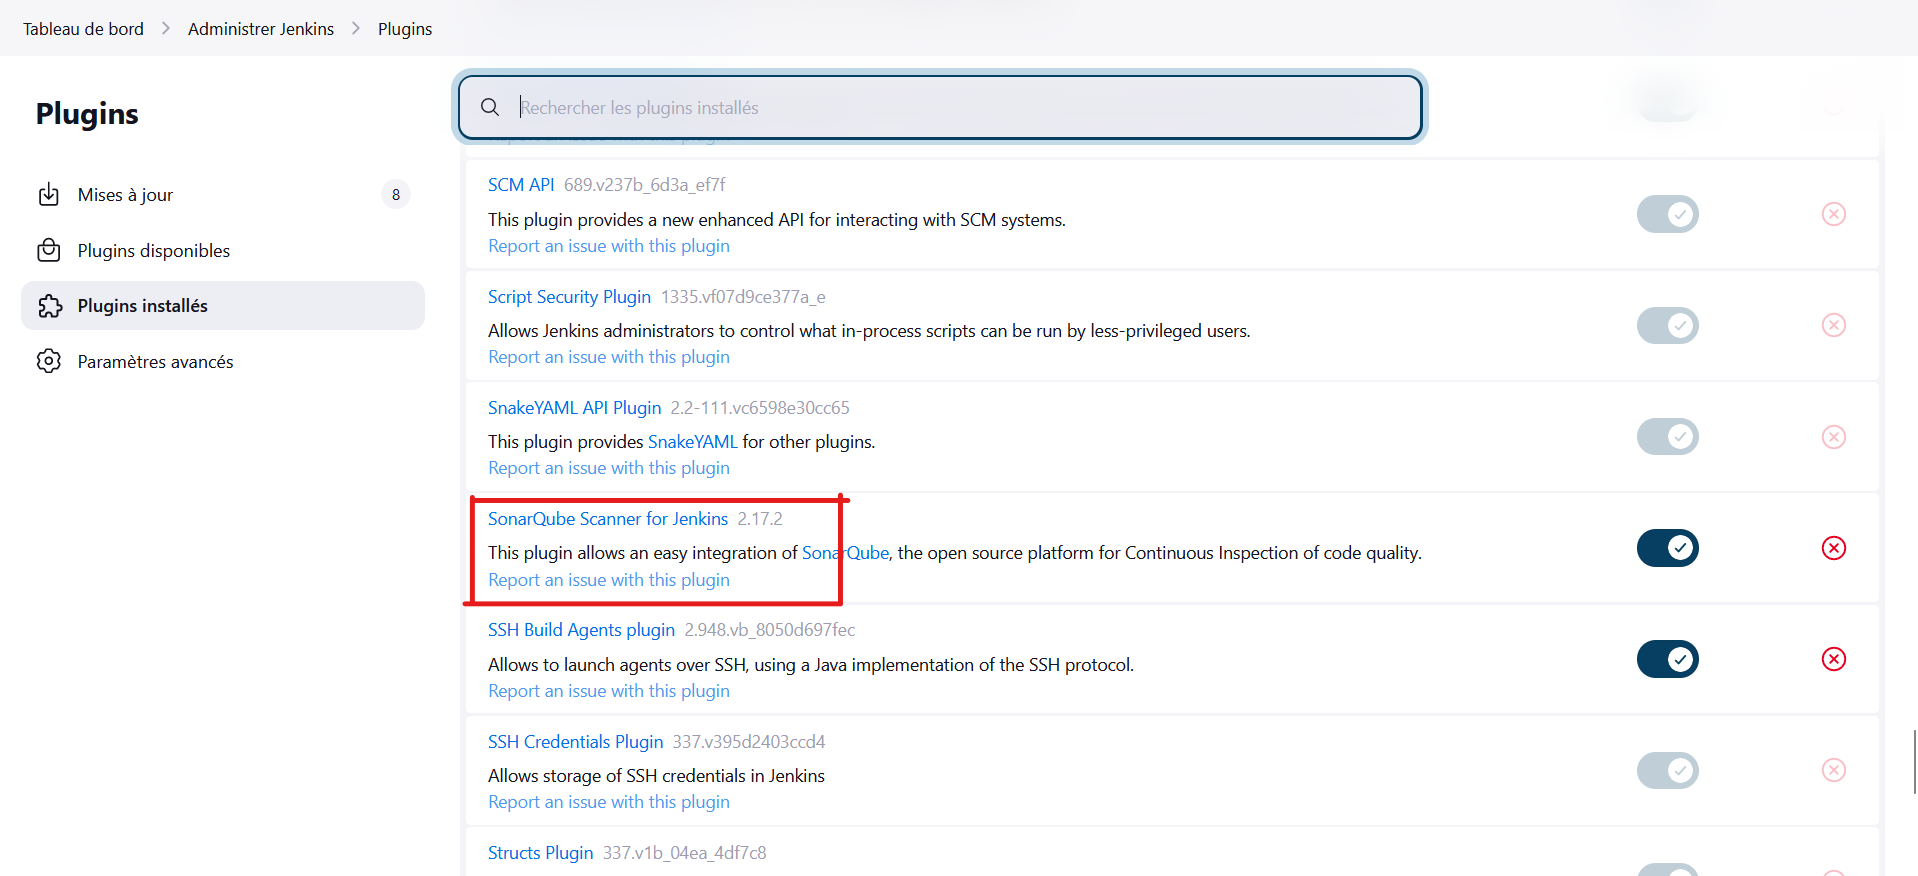 Tableau de bord > Administrer Jenkins > Plugins
Plugins
Mises à jour 8
Plugins disponibles
Plugins installés
Paramètres avancés
Rechercher les plugins installés
Report an issue with this plugin
SCM API 689.v237b_6d3a_ef7f
This plugin provides a new enhanced API for interacting with SCM systems.
Report an issue with this plugin
Script Security Plugin 1335.vf07d9ce377a_e
Allows Jenkins administrators to control what in-process scripts can be run by less-privileged users.
Report an issue with this plugin
SnakeYAML API Plugin 2.2-111.vc6598e30cc65
This plugin provides SnakeYAML for other plugins.
Report an issue with this plugin
SonarQube Scanner for Jenkins 2.17.2
This plugin allows an easy integration of SonarQube, the open source platform for Continuous Inspection of code quality.
Report an issue with this plugin
SSH Build Agents plugin 2.948.vb_8050d697fec
Allows to launch agents over SSH, using a Java implementation of the SSH protocol.
Report an issue with this plugin
SSH Credentials Plugin 337.v395d2403ccd4
Allows storage of SSH credentials in Jenkins
Report an issue with this plugin
Structs Plugin 337.v1b_04ea_4df7c8